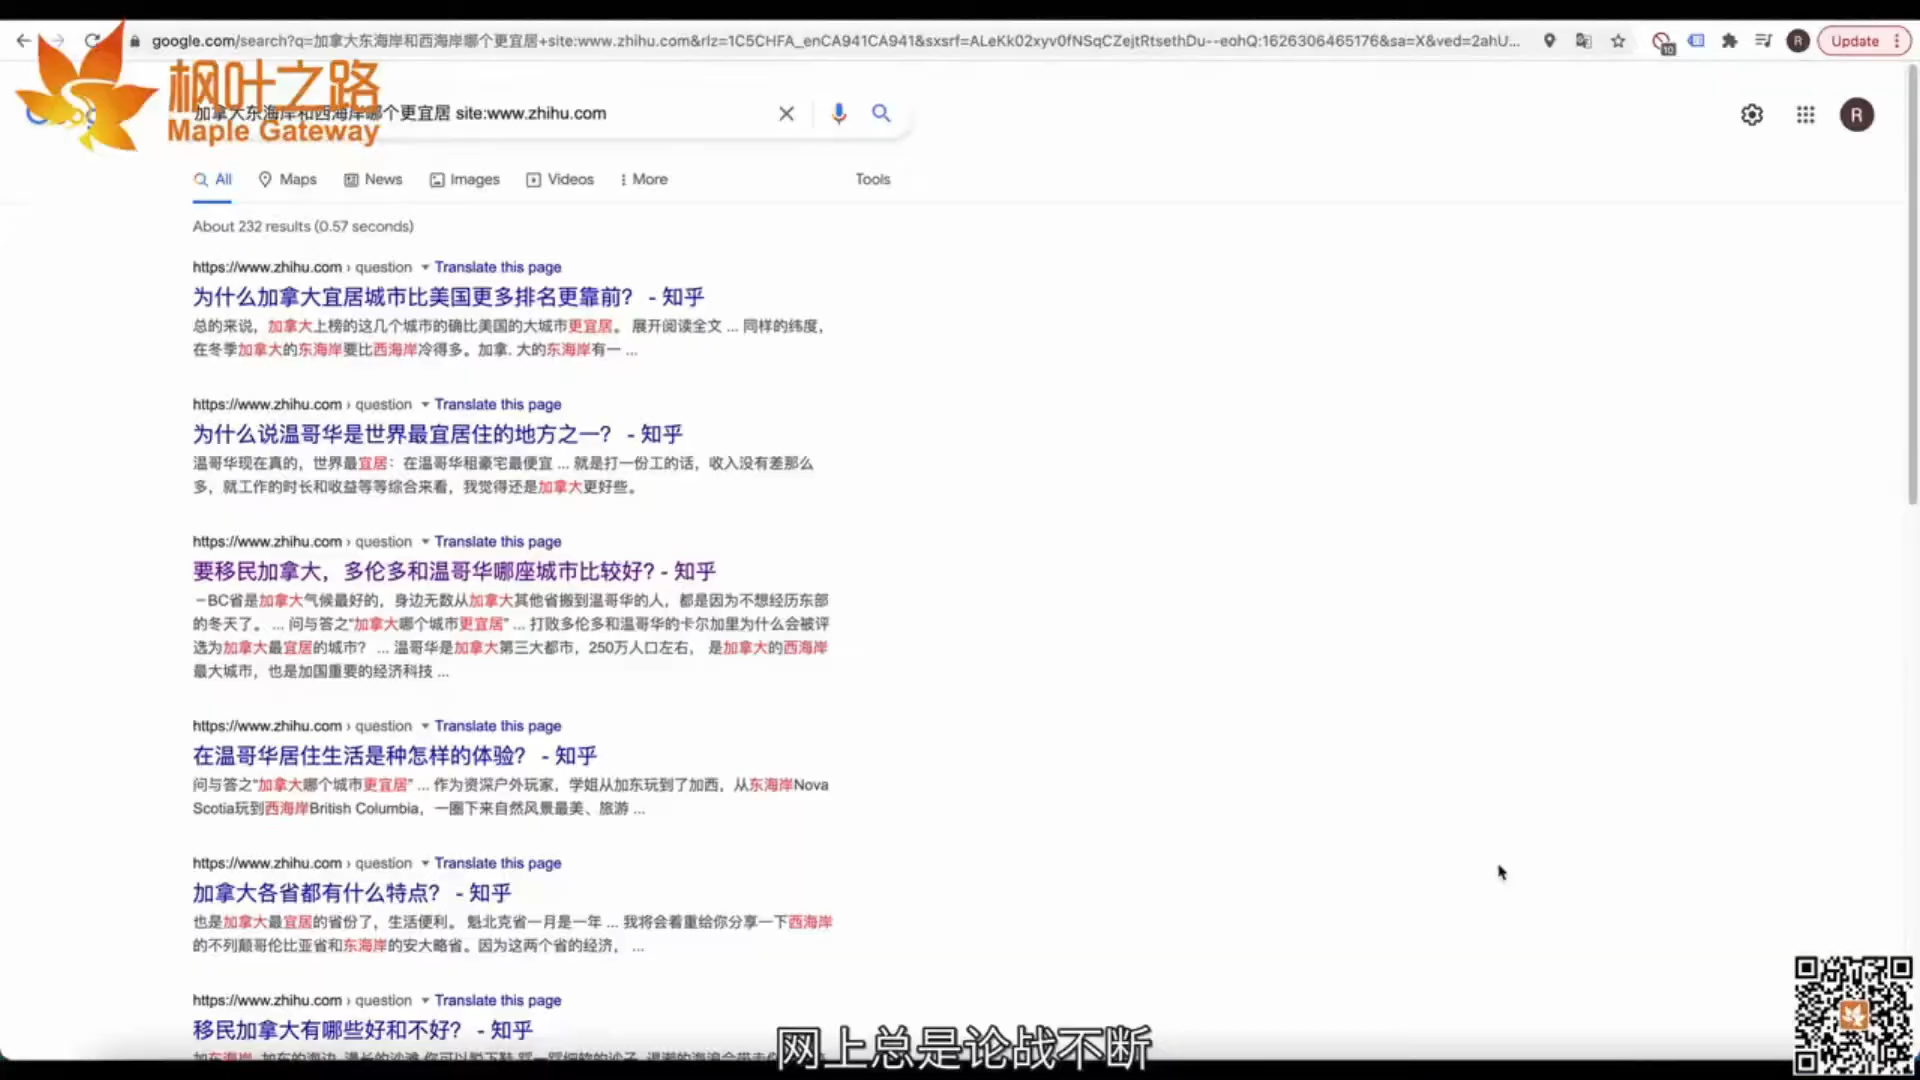 google.com/search?q=加拿大东海岸和西海岸哪个更宜居+site:www.zhihu.com&rlz=1C5CHFA_enCA941CA941&sxsrf=ALeKk02xyv0fNSqCZejtRtsethDu--eohQ:1626306465176&sa=X&ved=2ahU...
10
R
Update
枫叶之路
Maple Gateway
加拿大东海岸和西海岸哪个更宜居 site:www.zhihu.com
R
All
Maps
News
Images
Videos
More
Tools
About 232 results (0.57 seconds)
https://www.zhihu.com › question
Translate this page
为什么加拿大宜居城市比美国更多排名更靠前？ - 知乎
总的来说，加拿大上榜的这几个城市的确比美国的大城市更宜居。 展开阅读全文 ... 同样的纬度，
在冬季加拿大的东海岸要比西海岸冷得多。加拿. 大的东海岸有一 ...
https://www.zhihu.com › question
Translate this page
为什么说温哥华是世界最宜居住的地方之一？ - 知乎
温哥华现在真的，世界最宜居：在温哥华租豪宅最便宜 ... 就是打一份工的话，收入没有差那么
多，就工作的时长和收益等等综合来看，我觉得还是加拿大更好些。
https://www.zhihu.com › question
Translate this page
要移民加拿大，多伦多和温哥华哪座城市比较好? - 知乎
－BC省是加拿大气候最好的，身边无数从加拿大其他省搬到温哥华的人，都是因为不想经历东部
的冬天了。 ... 问与答之“加拿大哪个城市更宜居” ... 打败多伦多和温哥华的卡尔加里为什么会被评
选为加拿大最宜居的城市？ ... 温哥华是加拿大第三大都市，250万人口左右， 是加拿大的西海岸
最大城市，也是加国重要的经济科技 ...
https://www.zhihu.com › question
Translate this page
在温哥华居住生活是种怎样的体验？ - 知乎
问与答之“加拿大哪个城市更宜居” ... 作为资深户外玩家，学姐从加东玩到了加西，从东海岸Nova
Scotia玩到西海岸British Columbia，一圈下来自然风景最美、旅游 ...
https://www.zhihu.com › question
Translate this page
加拿大各省都有什么特点？ - 知乎
也是加拿大最宜居的省份了，生活便利。 魁北克省一月是一年 ... 我将会着重给你分享一下西海岸
的不列颠哥伦比亚省和东海岸的安大略省。因为这两个省的经济， ...
https://www.zhihu.com › question
Translate this page
移民加拿大有哪些好和不好？ - 知乎
网上总是论战不断